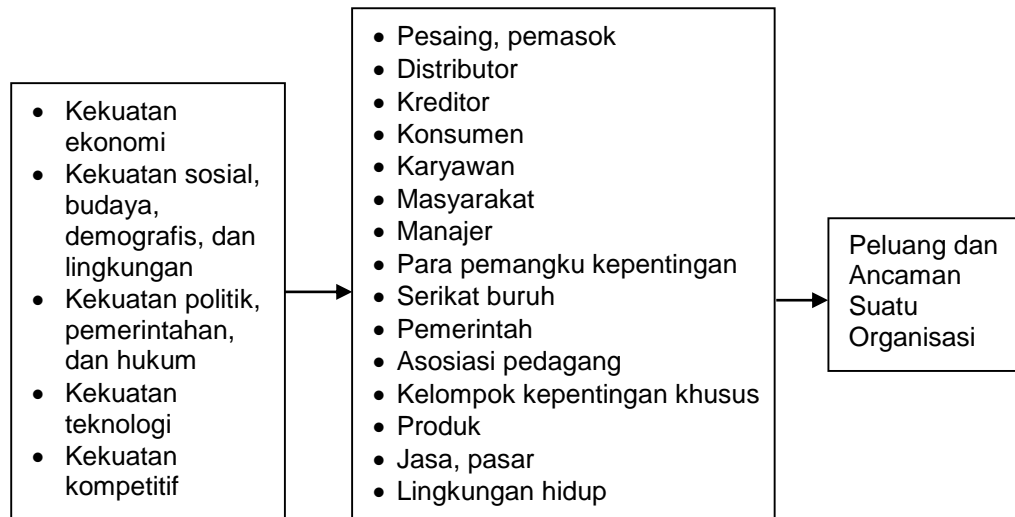 • Kekuatan
ekonomi
• Kekuatan sosial,
budaya,
demografis, dan
lingkungan
• Kekuatan politik,
pemerintahan,
dan hukum
• Kekuatan
teknologi
• Kekuatan
kompetitif
• Pesaing, pemasok
• Distributor
• Kreditor
• Konsumen
• Karyawan
• Masyarakat
• Manajer
• Para pemangku kepentingan
• Serikat buruh
• Pemerintah
• Asosiasi pedagang
• Kelompok kepentingan khusus
• Produk
• Jasa, pasar
• Lingkungan hidup
Peluang dan
Ancaman
Suatu
Organisasi